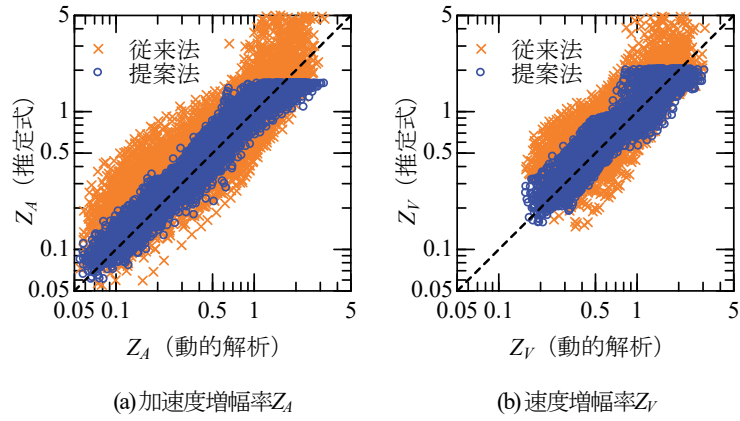 5
× 従来法
○ 提案法
1
0.5
0.1
0.05
Z_A（推定式）
0.05 0.1 0.5 1 5
Z_A（動的解析）
(a)加速度増幅率Z_A
5
× 従来法
○ 提案法
1
0.5
0.1
0.05
Z_V（推定式）
0.05 0.1 0.5 1 5
Z_V（動的解析）
(b)速度増幅率Z_V